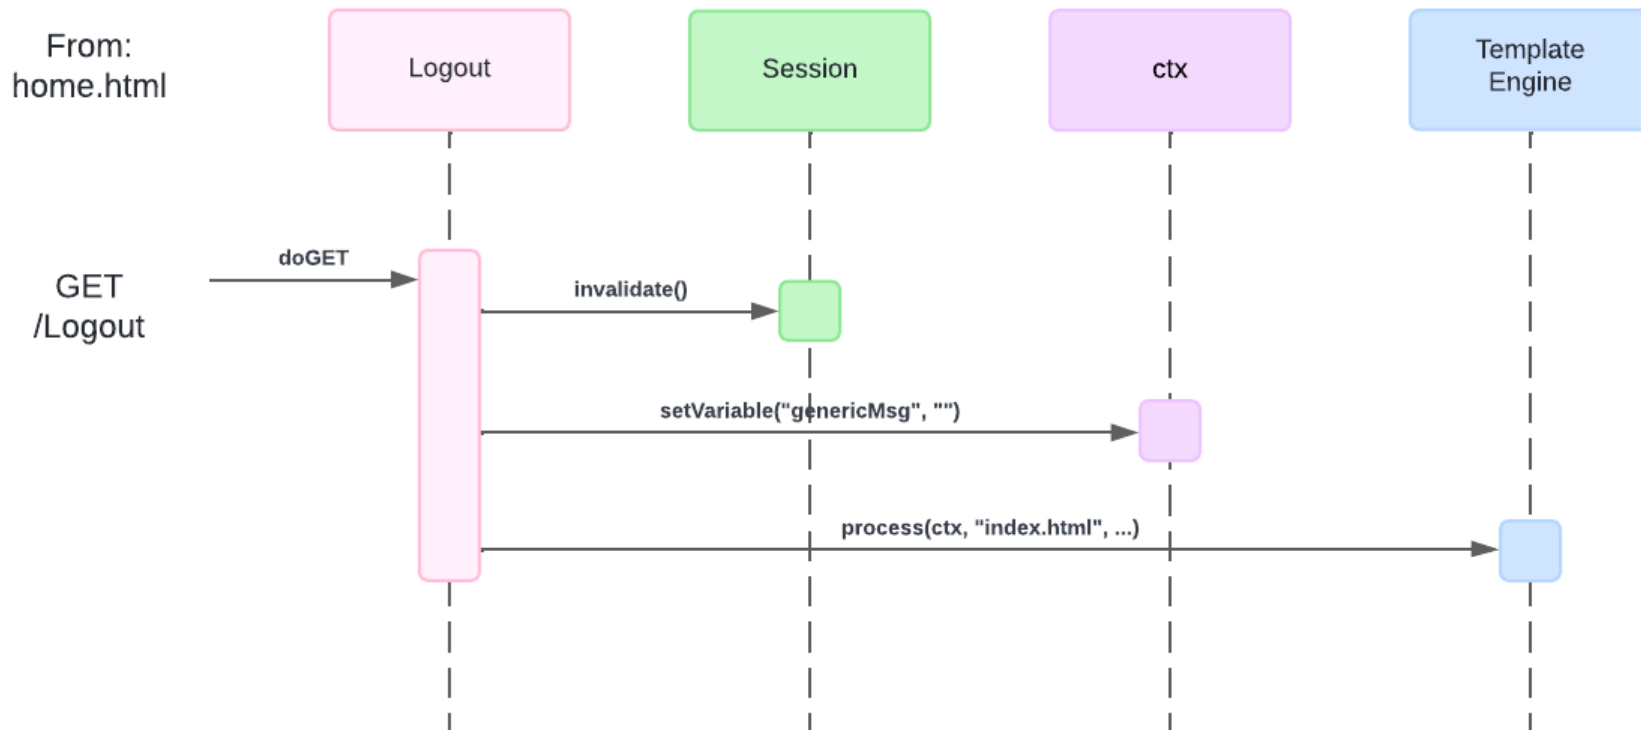 From:
home.html
Logout
Session
ctx
Template
Engine
doGET
GET
/Logout
invalidate()
setVariable("genericMsg", "")
process(ctx, "index.html", ...)